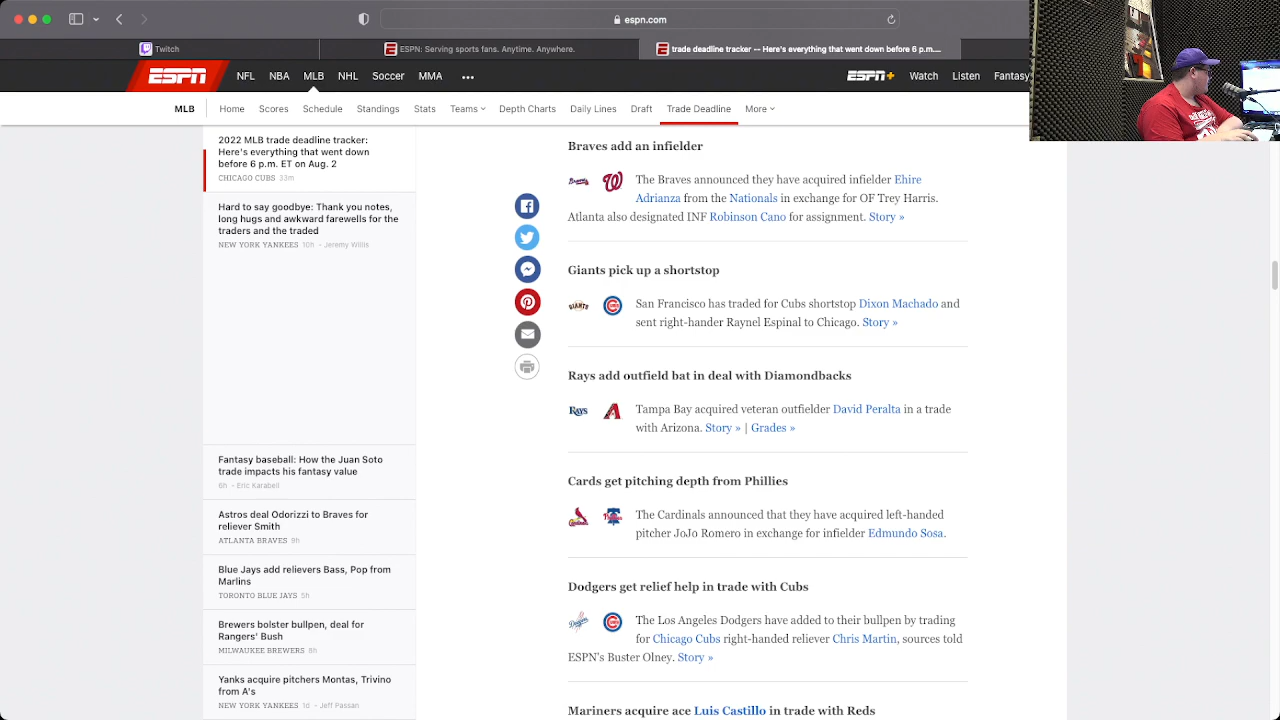 espn.com
Twitch
ESPN: Serving sports fans. Anytime. Anywhere.
trade deadline tracker -- Here's everything that went down before 6 p.m....
ESPN NFL NBA MLB NHL Soccer MMA ••• ESPN+ Watch Listen Fantasy
MLB Home Scores Schedule Standings Stats Teams Depth Charts Daily Lines Draft Trade Deadline More
2022 MLB trade deadline tracker:
Here's everything that went down
before 6 p.m. ET on Aug. 2
CHICAGO CUBS 33m
Hard to say goodbye: Thank you notes,
long hugs and awkward farewells for the
traders and the traded
NEW YORK YANKEES 10h - Jeremy Willis
Fantasy baseball: How the Juan Soto
trade impacts his fantasy value
6h - Eric Karabell
Astros deal Odorizzi to Braves for
reliever Smith
ATLANTA BRAVES 9h
Blue Jays add relievers Bass, Pop from
Marlins
TORONTO BLUE JAYS 5h
Brewers bolster bullpen, deal for
Rangers' Bush
MILWAUKEE BREWERS 8h
Yanks acquire pitchers Montas, Trivino
from A's
NEW YORK YANKEES 1d - Jeff Passan
Braves add an infielder
Braves W The Braves announced they have acquired infielder Ehire
Adrianza from the Nationals in exchange for OF Trey Harris.
Atlanta also designated INF Robinson Cano for assignment. Story »
Giants pick up a shortstop
GIANTS CUBS San Francisco has traded for Cubs shortstop Dixon Machado and
sent right-hander Raynel Espinal to Chicago. Story »
Rays add outfield bat in deal with Diamondbacks
RAYS A Tampa Bay acquired veteran outfielder David Peralta in a trade
with Arizona. Story » | Grades »
Cards get pitching depth from Phillies
Cardinals Phillies The Cardinals announced that they have acquired left-handed
pitcher JoJo Romero in exchange for infielder Edmundo Sosa.
Dodgers get relief help in trade with Cubs
Dodgers CUBS The Los Angeles Dodgers have added to their bullpen by trading
for Chicago Cubs right-handed reliever Chris Martin, sources told
ESPN's Buster Olney. Story »
Mariners acquire ace Luis Castillo in trade with Reds